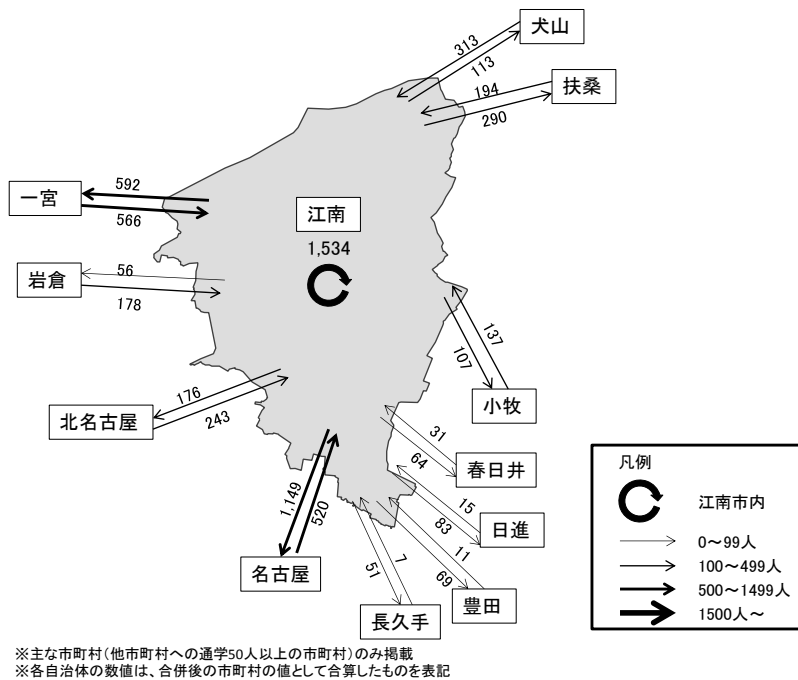 犬山
313
113
扶桑
194
290
一宮
592
566
江南
1,534
岩倉
56
178
137
107
小牧
北名古屋
176
243
31
64
春日井
1,149
520
名古屋
15
83
日進
7
51
長久手
11
69
豊田
凡例
江南市内
0～99人
100～499人
500～1499人
1500人～
※主な市町村(他市町村への通学50人以上の市町村)のみ掲載
※各自治体の数値は、合併後の市町村の値として合算したものを表記